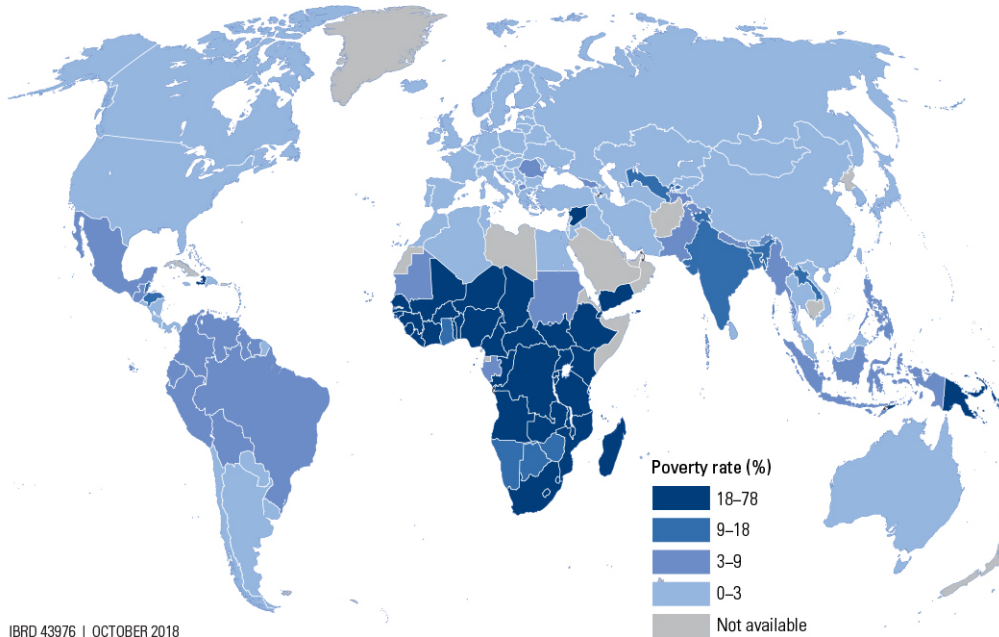 Poverty rate (%)
18–78
9–18
3–9
0–3
Not available
IBRD 43976 | OCTOBER 2018